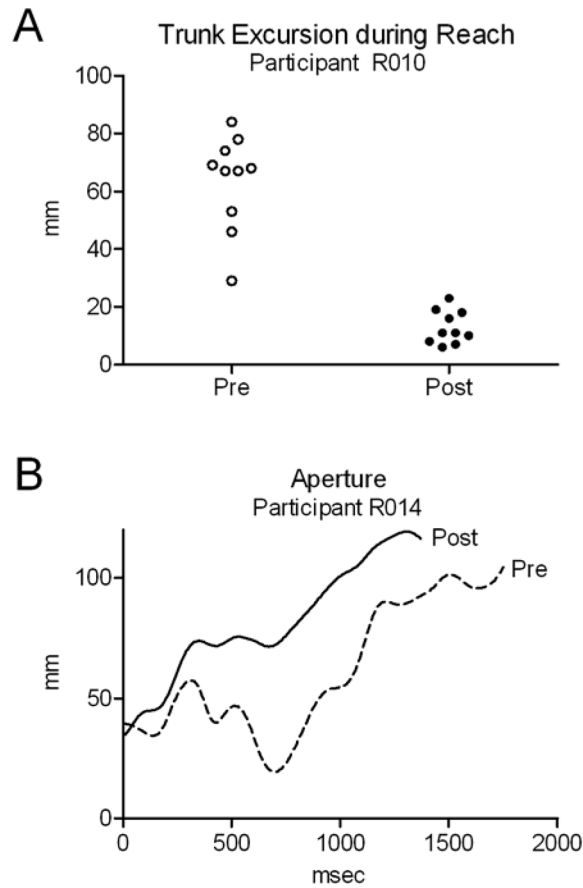 A
Trunk Excursion during Reach
Participant R010
100
80
60
40
20
0
mm
Pre
Post
B
Aperture
Participant R014
Post
Pre
100
50
0
mm
0
500
1000
1500
2000
msec